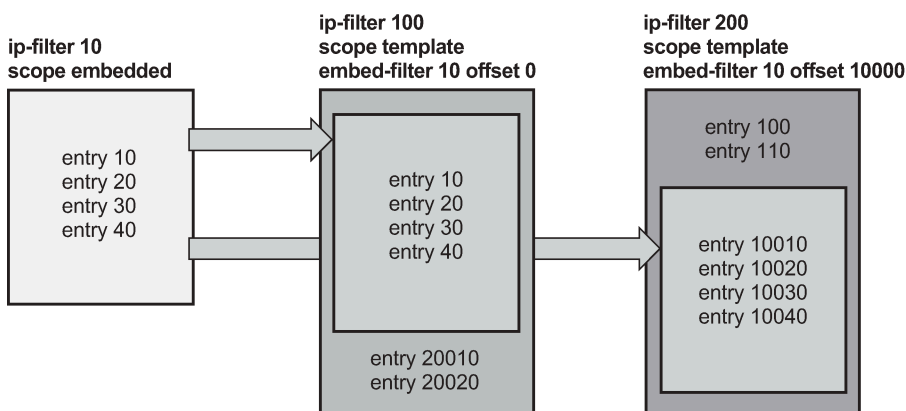 ip-filter 10
scope embedded
entry 10
entry 20
entry 30
entry 40
ip-filter 100
scope template
embed-filter 10 offset 0
entry 10
entry 20
entry 30
entry 40
entry 20010
entry 20020
ip-filter 200
scope template
embed-filter 10 offset 10000
entry 100
entry 110
entry 10010
entry 10020
entry 10030
entry 10040